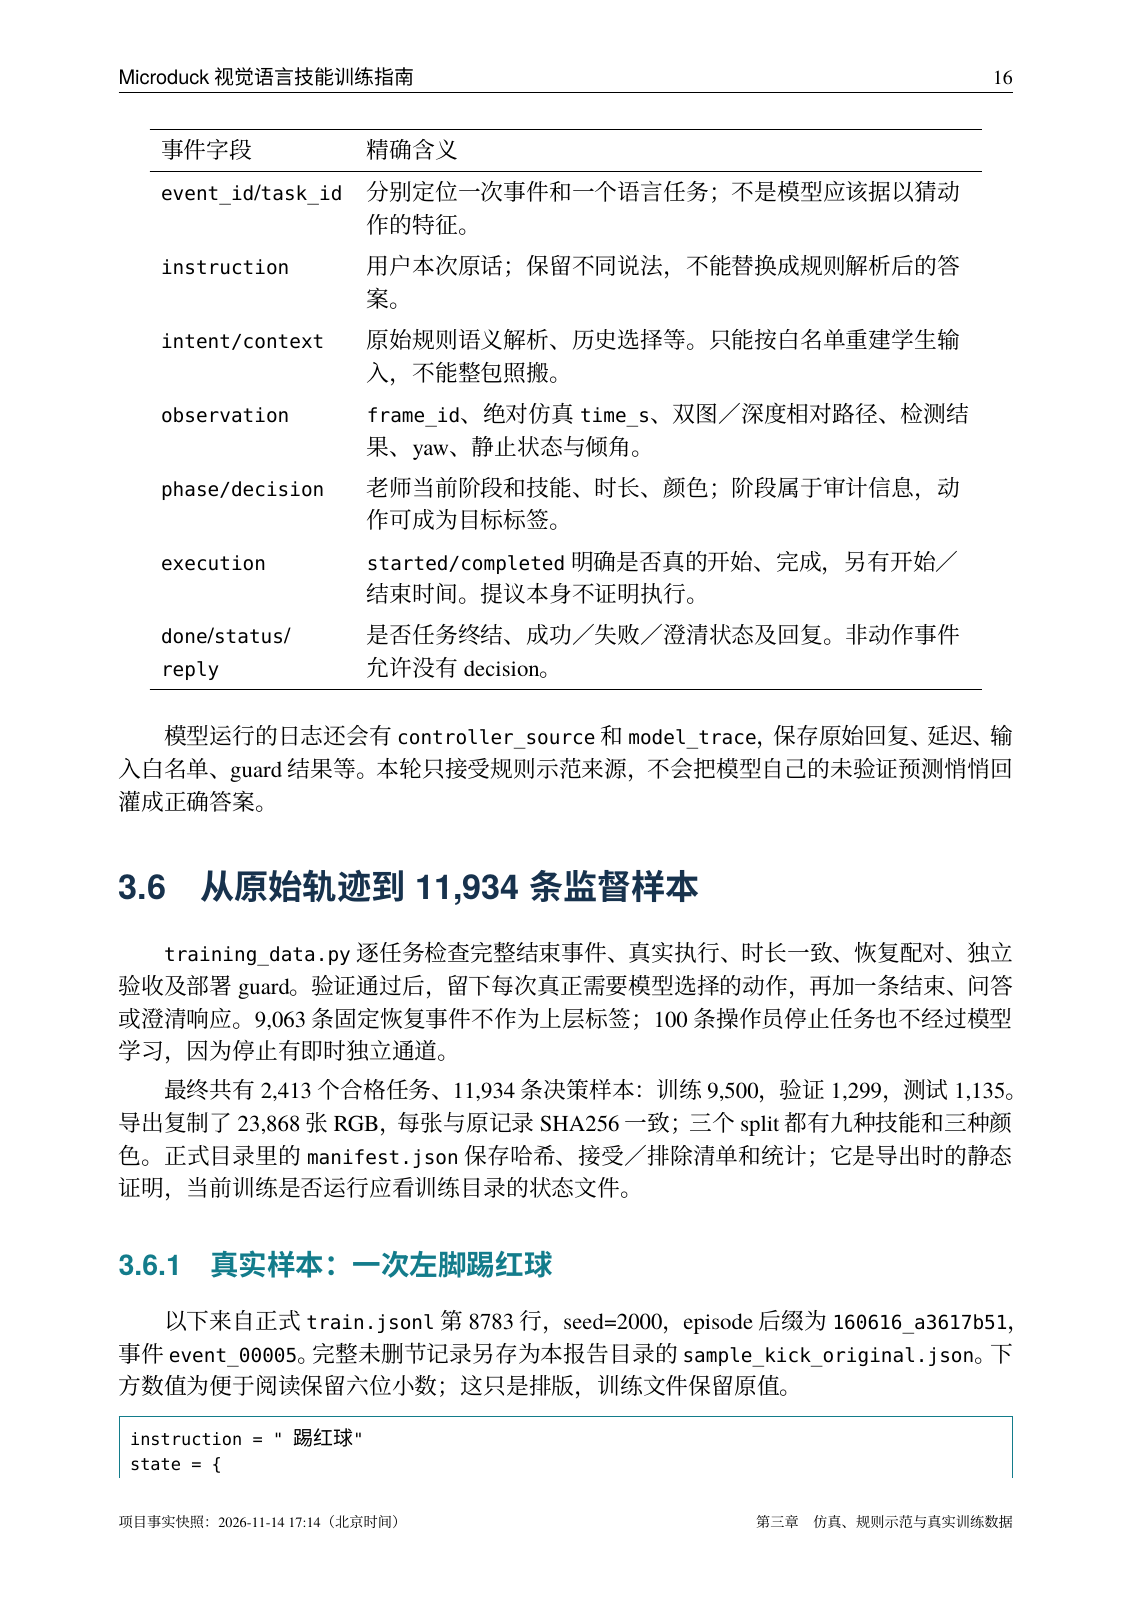 Microduck 视觉语言技能训练指南 16
事件字段 精确含义
event_id/task_id 分别定位一次事件和一个语言任务；不是模型应该据以猜动
作的特征。
instruction 用户本次原话；保留不同说法，不能替换成规则解析后的答
案。
intent/context 原始规则语义解析、历史选择等。只能按白名单重建学生输
入，不能整包照搬。
observation frame_id、绝对仿真 time_s、双图／深度相对路径、检测结
果、yaw、静止状态与倾角。
phase/decision 老师当前阶段和技能、时长、颜色；阶段属于审计信息，动
作可成为目标标签。
execution started/completed 明确是否真的开始、完成，另有开始／
结束时间。提议本身不证明执行。
done/status/ 是否任务终结、成功／失败／澄清状态及回复。非动作事件
reply 允许没有 decision。
模型运行的日志还会有 controller_source 和 model_trace，保存原始回复、延迟、输
入白名单、guard 结果等。本轮只接受规则示范来源，不会把模型自己的未验证预测悄悄回
灌成正确答案。
3.6 从原始轨迹到 11,934 条监督样本
training_data.py 逐任务检查完整结束事件、真实执行、时长一致、恢复配对、独立
验收及部署 guard。验证通过后，留下每次真正需要模型选择的动作，再加一条结束、问答
或澄清响应。9,063 条固定恢复事件不作为上层标签；100 条操作员停止任务也不经过模型
学习，因为停止有即时独立通道。
最终共有 2,413 个合格任务、11,934 条决策样本：训练 9,500，验证 1,299，测试 1,135。
导出复制了 23,868 张 RGB，每张与原记录 SHA256 一致；三个 split 都有九种技能和三种颜
色。正式目录里的 manifest.json 保存哈希、接受／排除清单和统计；它是导出时的静态
证明，当前训练是否运行应看训练目录的状态文件。
3.6.1 真实样本：一次左脚踢红球
以下来自正式 train.jsonl 第 8783 行，seed=2000，episode 后缀为 160616_a3617b51，
事件 event_00005。完整未删节记录另存为本报告目录的 sample_kick_original.json。下
方数值为便于阅读保留六位小数；这只是排版，训练文件保留原值。
instruction = " 踢红球"
state = {
项目事实快照：2026-11-14 17:14（北京时间） 第三章 仿真、规则示范与真实训练数据